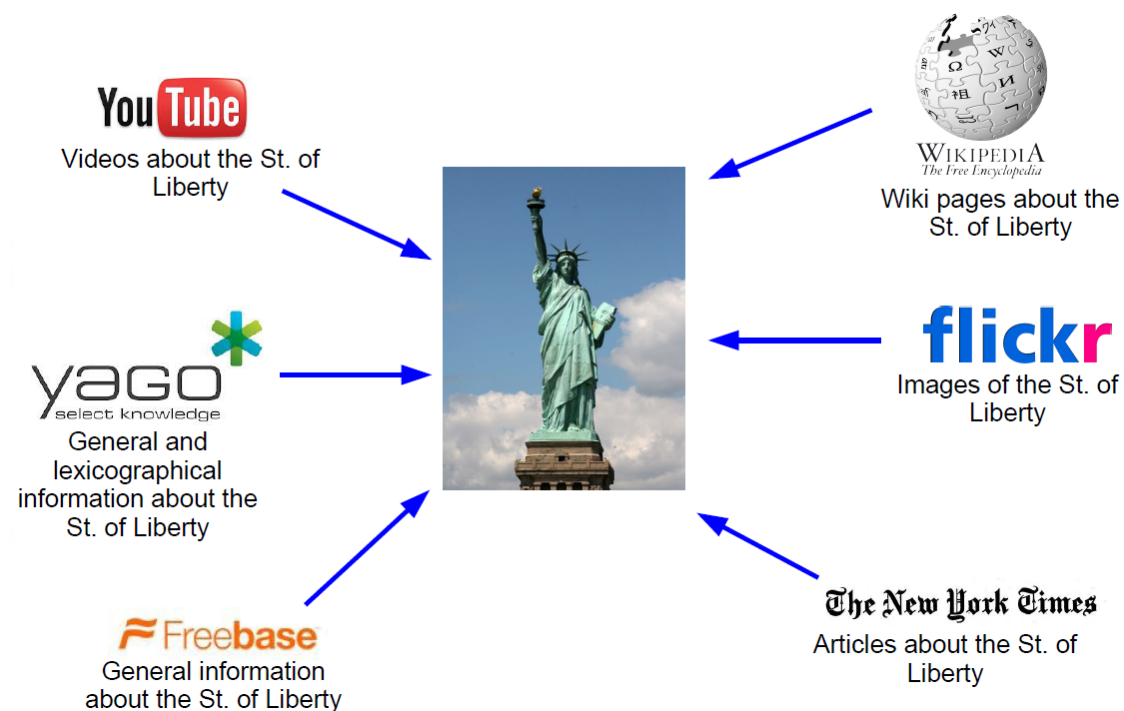 YouTube
Videos about the St. of
Liberty
yaGO
select knowledge
General and
lexicographical
information about the
St. of Liberty
Freebase
General information
about the St. of Liberty
Ω
W
И
祖
WIKIPEDIA
The Free Encyclopedia
Wiki pages about the
St. of Liberty
flickr
Images of the St. of
Liberty
The New York Times
Articles about the St. of
Liberty